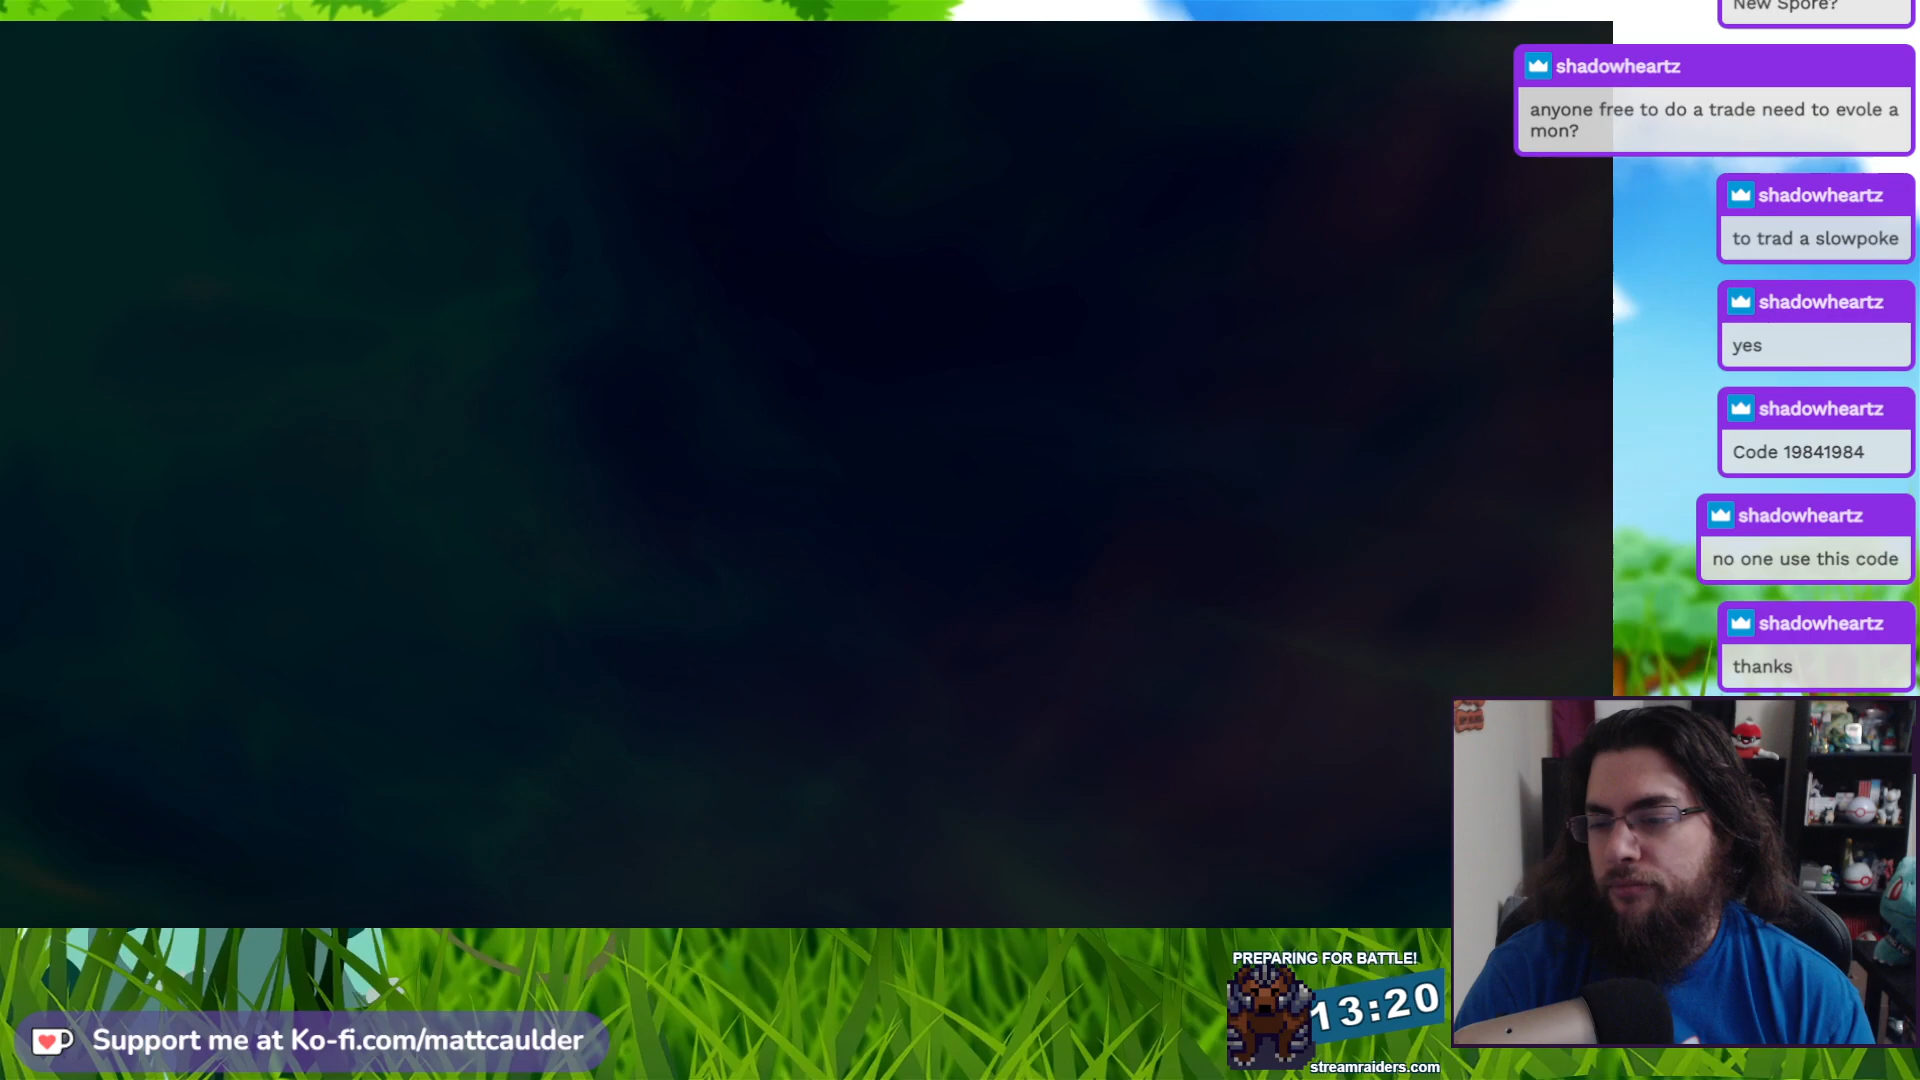 New Spore?
shadowheartz
anyone free to do a trade need to evole a
mon?
shadowheartz
to trad a slowpoke
shadowheartz
yes
shadowheartz
Code 19841984
shadowheartz
no one use this code
shadowheartz
thanks
PREPARING FOR BATTLE!
13:20
streamraiders.com
Support me at Ko-fi.com/mattcaulder